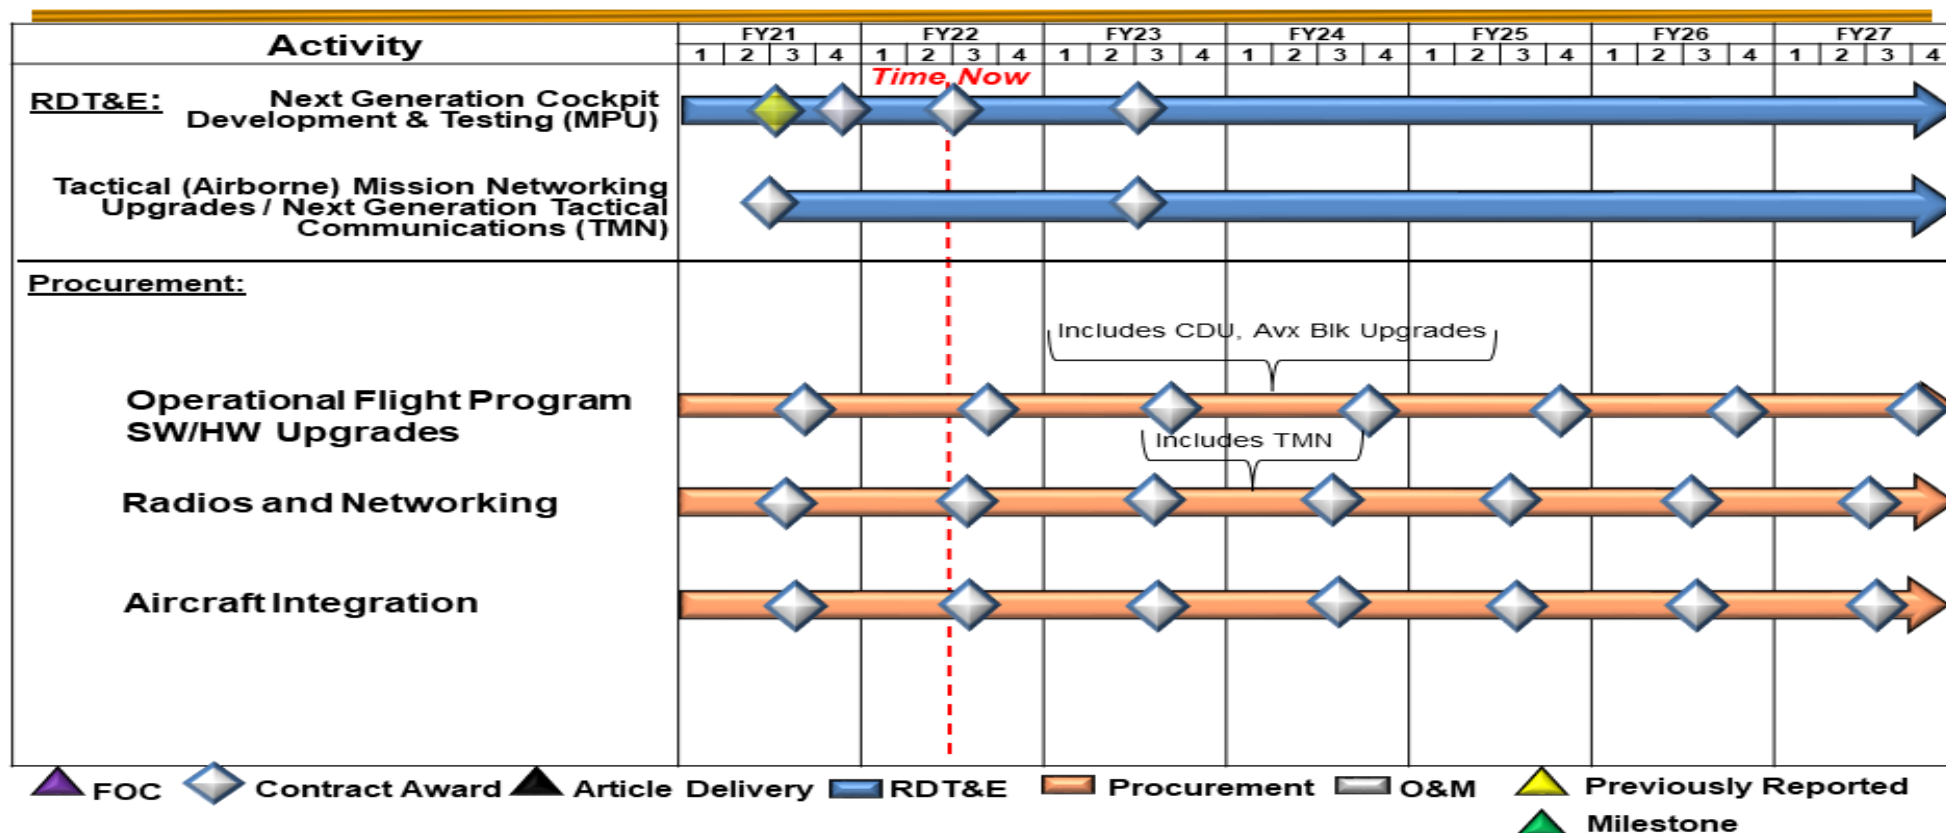 Activity
FY21 FY22 FY23 FY24 FY25 FY26 FY27
1 2 3 4 1 2 3 4 1 2 3 4 1 2 3 4 1 2 3 4 1 2 3 4 1 2 3 4
Time Now
RDT&E:
Next Generation Cockpit
Development & Testing (MPU)
Tactical (Airborne) Mission Networking
Upgrades / Next Generation Tactical
Communications (TMN)
Procurement:
Includes CDU, Avx Blk Upgrades
Operational Flight Program
SW/HW Upgrades
Includes TMN
Radios and Networking
Aircraft Integration
FOC Contract Award Article Delivery RDT&E Procurement O&M Previously Reported
Milestone